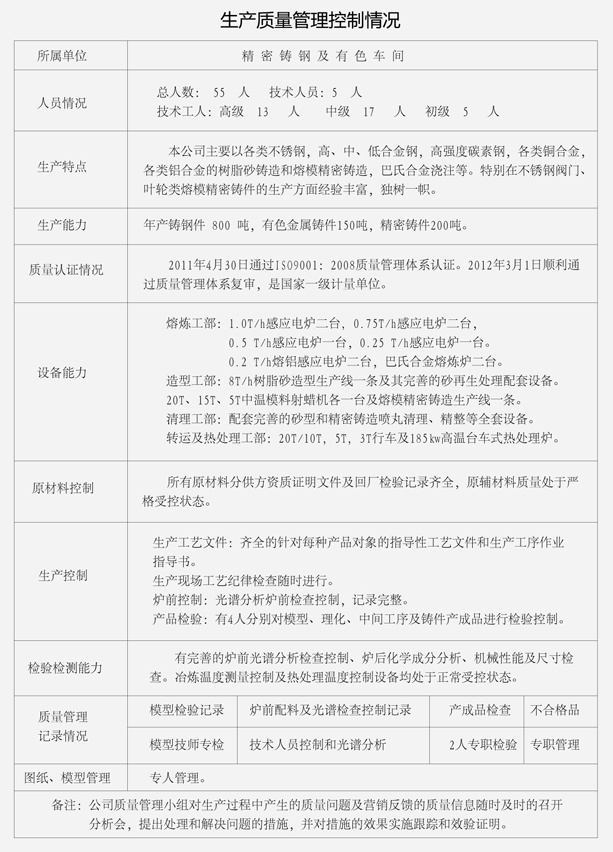 生产质量管理控制情况
所属单位 精密铸钢及有色车间
人员情况
总人数: 55 人 技术人员: 5 人
技术工人: 高级 13 人 中级 17 人 初级 5 人
生产特点
本公司主要以各类不锈钢，高、中、低合金钢，高强度碳素钢，各类铜合金，
各类铝合金的树脂砂铸造和熔模精密铸造，巴氏合金浇注等。特别在不锈钢阀门、
叶轮类熔模精密铸件的生产方面经验丰富，独树一帜。
生产能力 年产铸钢件 800 吨，有色金属铸件150吨，精密铸件200吨。
质量认证情况
2011年4月30日通过ISO9001: 2008质量管理体系认证。2012年3月1日顺利通
过质量管理体系复审，是国家一级计量单位。
设备能力
熔炼工部: 1.0T/h感应电炉二台，0.75T/h感应电炉二台，
0.5 T/h感应电炉一台，0.25 T/h感应电炉一台。
0.2 T/h熔铝感应电炉二台，巴氏合金熔炼炉二台。
造型工部: 8T/h树脂砂造型生产线一条及其完善的砂再生处理配套设备。
20T、15T、5T中温模料射蜡机各一台及熔模精密铸造生产线一条。
清理工部: 配套完善的砂型和精密铸造喷丸清理、精整等全套设备。
转运及热处理工部: 20T/10T, 5T, 3T行车及185kw高温台车式热处理炉。
原材料控制
所有原材料分供方资质证明文件及回厂检验记录齐全，原辅材料质量处于严
格受控状态。
生产控制
生产工艺文件: 齐全的针对每种产品对象的指导性工艺文件和生产工序作业
指导书。
生产现场工艺纪律检查随时进行。
炉前控制: 光谱分析炉前检查控制，记录完整。
产品检验: 有4人分别对模型、理化、中间工序及铸件产成品进行检验控制。
检验检测能力
有完善的炉前光谱分析检查控制、炉后化学成分分析、机械性能及尺寸检
查。冶炼温度测量控制及热处理温度控制设备均处于正常受控状态。
质量管理
记录情况
模型检验记录 炉前配料及光谱检查控制记录 产成品检查 不合格品
模型技师专检 技术人员控制和光谱分析 2人专职检验 专职管理
图纸、模型管理 专人管理。
备注: 公司质量管理小组对生产过程中产生的质量问题及营销反馈的质量信息随时及时的召开
分析会，提出处理和解决问题的措施，并对措施的效果实施跟踪和效验证明。